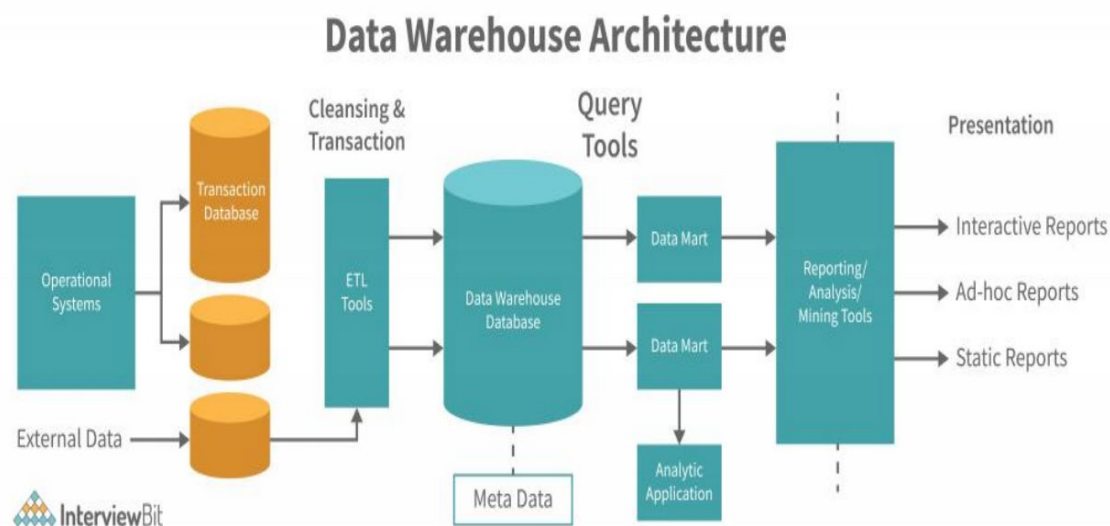 Data Warehouse Architecture
Cleansing &
Transaction
Query
Tools
Presentation
Transaction
Database
Operational
Systems
ETL
Tools
Data Warehouse
Database
Data Mart
Data Mart
Reporting/
Analysis/
Mining Tools
Interactive Reports
Ad-hoc Reports
Static Reports
External Data
Meta Data
Analytic
Application
InterviewBit